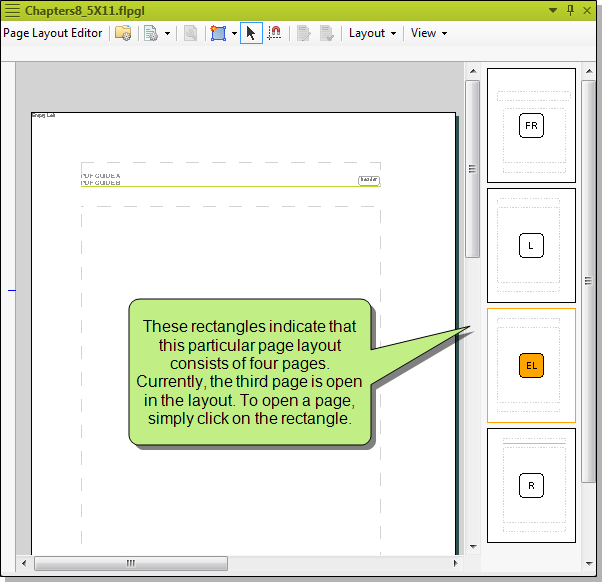 Chapters8_5X11.flpgl
Page Layout Editor Layout View
Empty Left
PDF GUIDE A
PDF GUIDE B
header
FR
L
EL
R
These rectangles indicate that
this particular page layout
consists of four pages.
Currently, the third page is open
in the layout. To open a page,
simply click on the rectangle.